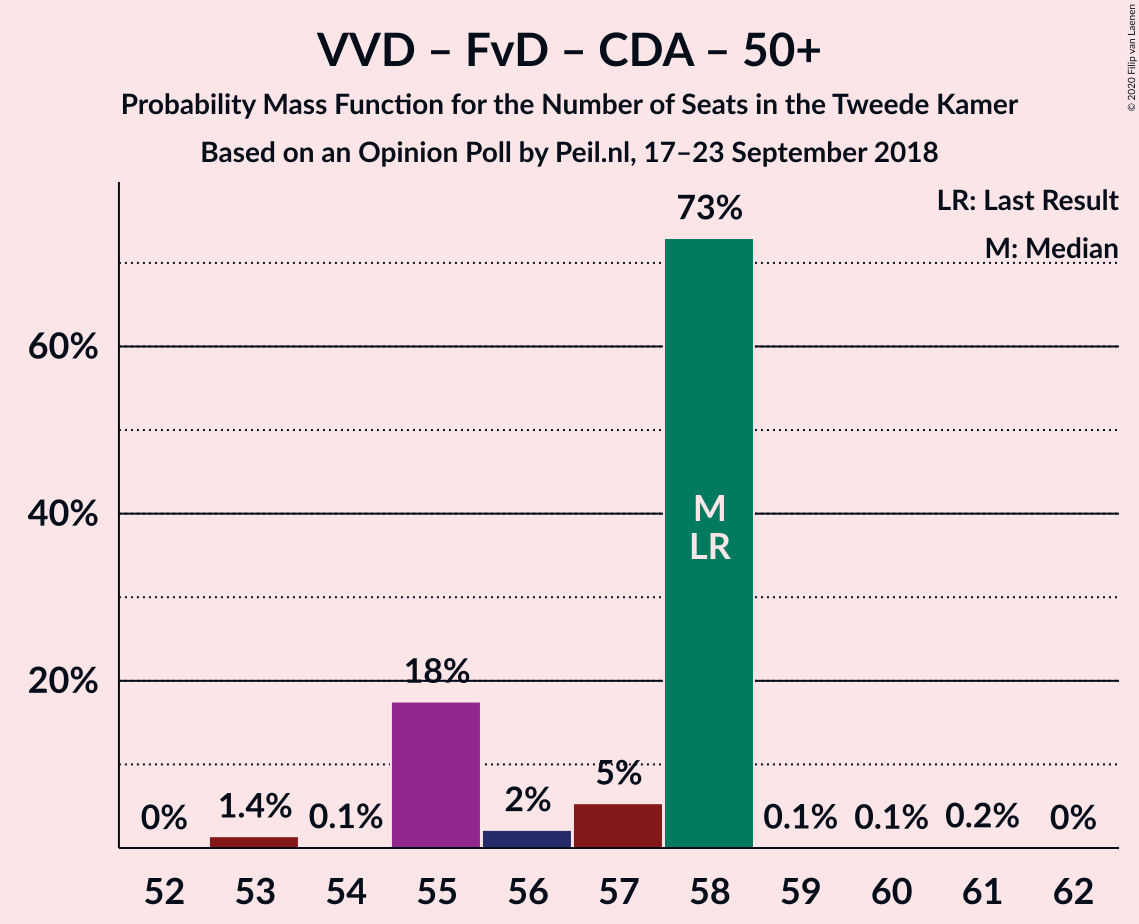 VVD – FvD – CDA – 50+
Probability Mass Function for the Number of Seats in the Tweede Kamer
Based on an Opinion Poll by Peil.nl, 17–23 September 2018
© 2020 Filip van Laenen
LR: Last Result
M: Median
60%
40%
20%
0%
1.4%
0.1%
18%
2%
5%
73%
0.1%
0.1%
0.2%
0%
M
LR
52 53 54 55 56 57 58 59 60 61 62